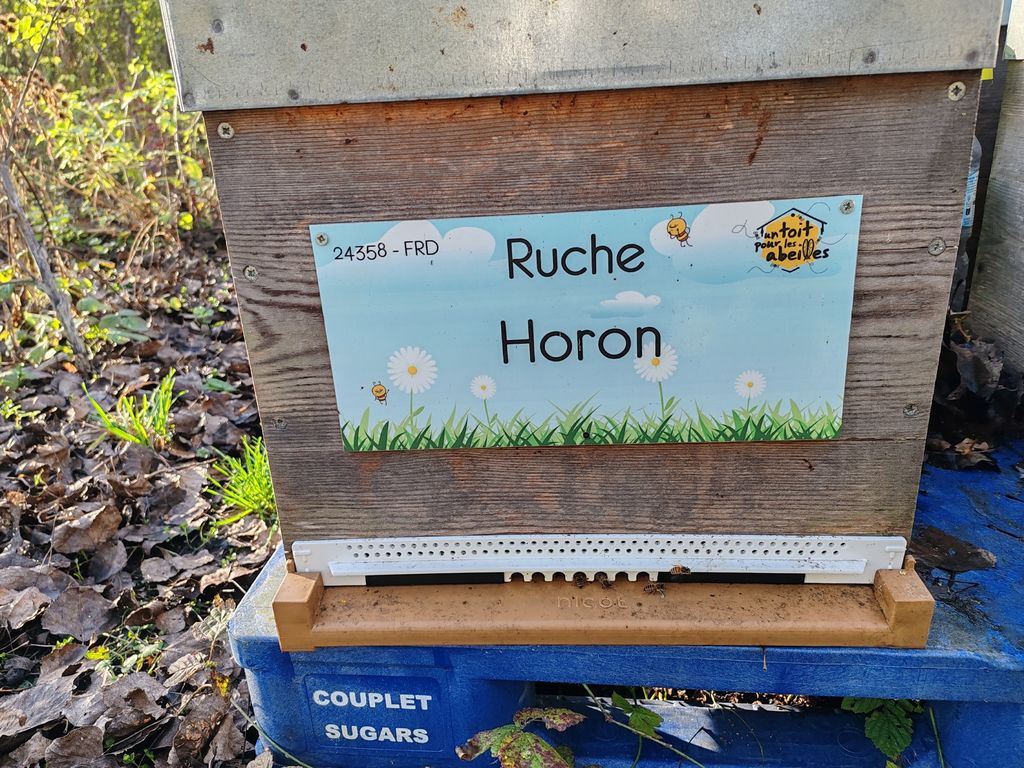 24358 - FRD
Ruche
Horon
Un toit
pour les
abeilles
nicot
COUPLET
SUGARS